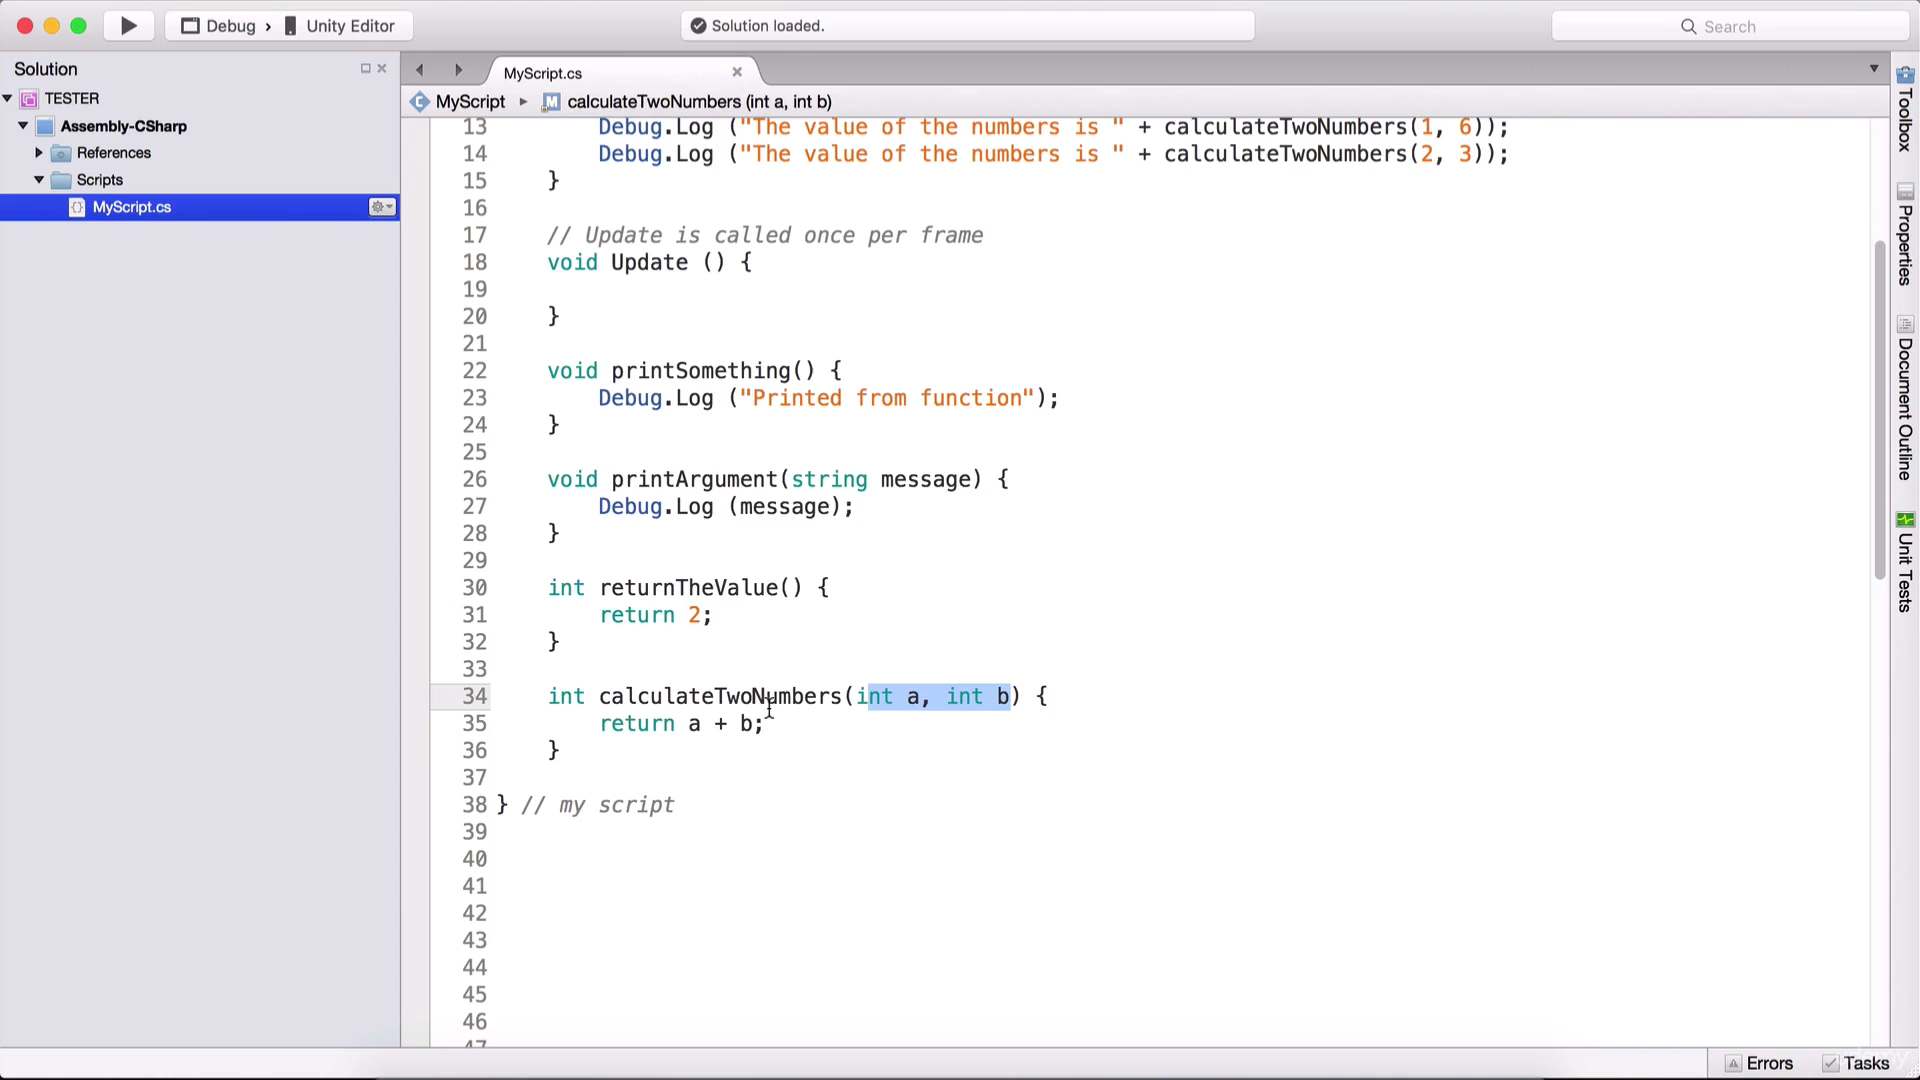 Debug › Unity Editor
Solution loaded.
Search
Solution
TESTER
Assembly-CSharp
References
Scripts
MyScript.cs
MyScript.cs
MyScript ▸ M calculateTwoNumbers (int a, int b)
13 Debug.Log ("The value of the numbers is " + calculateTwoNumbers(1, 6));
14 Debug.Log ("The value of the numbers is " + calculateTwoNumbers(2, 3));
15 }
16
17 // Update is called once per frame
18 void Update () {
19
20 }
21
22 void printSomething() {
23 Debug.Log ("Printed from function");
24 }
25
26 void printArgument(string message) {
27 Debug.Log (message);
28 }
29
30 int returnTheValue() {
31 return 2;
32 }
33
34 int calculateTwoNumbers(int a, int b) {
35 return a + b;
36 }
37
38 } // my script
39
40
41
42
43
44
45
46
47
Toolbox
Properties
Document Outline
Unit Tests
Errors
Tasks